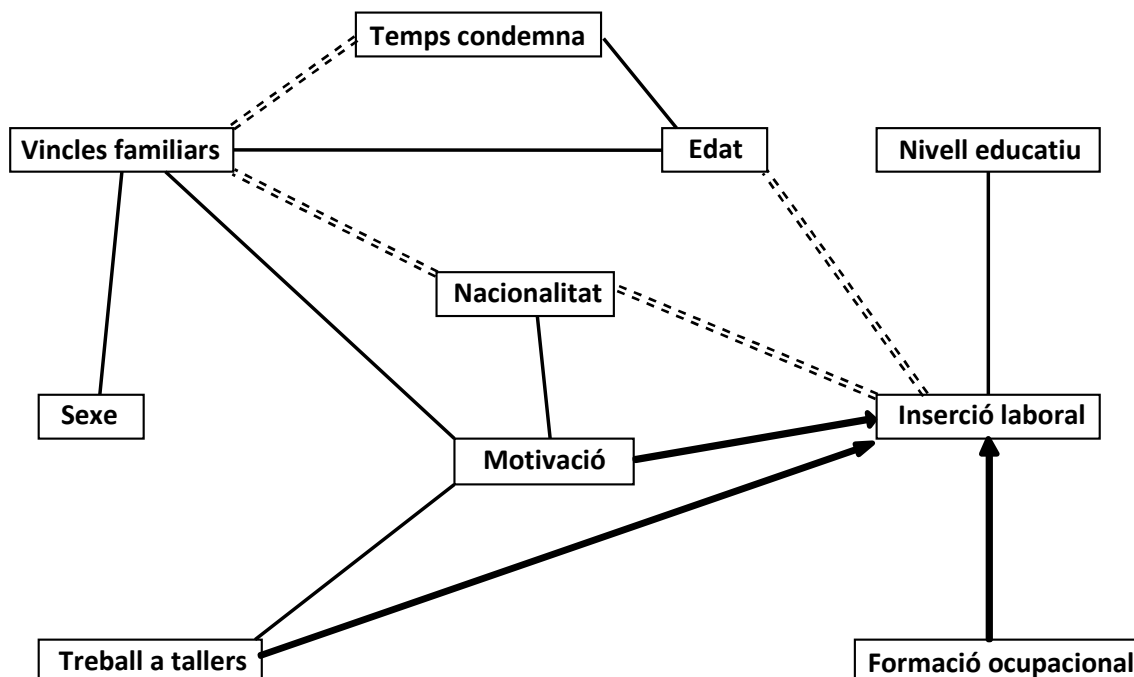 Temps condemna
Vincles familiars
Edat
Nivell educatiu
Nacionalitat
Sexe
Inserció laboral
Motivació
Treball a tallers
Formació ocupacional